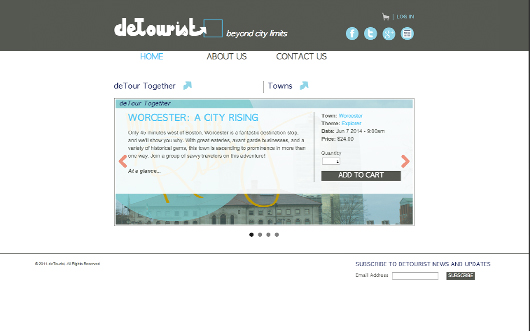 deTourist
beyond city limits
| LOG IN
HOME
ABOUT US
CONTACT US
deTour Together
Towns
deTour Together
WORCESTER: A CITY RISING
Only 45 minutes west of Boston, Worcester is a fantastic destination stop,
and we'll show you why. With great eateries, avant garde businesses, and a
variety of historical gems, this town is ascending to prominence in more than
one way. Join a group of savvy travelers on this adventure!
At a glance...
Town: Worcester
Theme: Explorer
Date: Jun 7 2014 - 9:00am
Price: $24.00
Quantity
ADD TO CART
© 2014 deTourist. All Rights Reserved
SUBSCRIBE TO DETOURIST NEWS AND UPDATES
Email Address
SUBSCRIBE